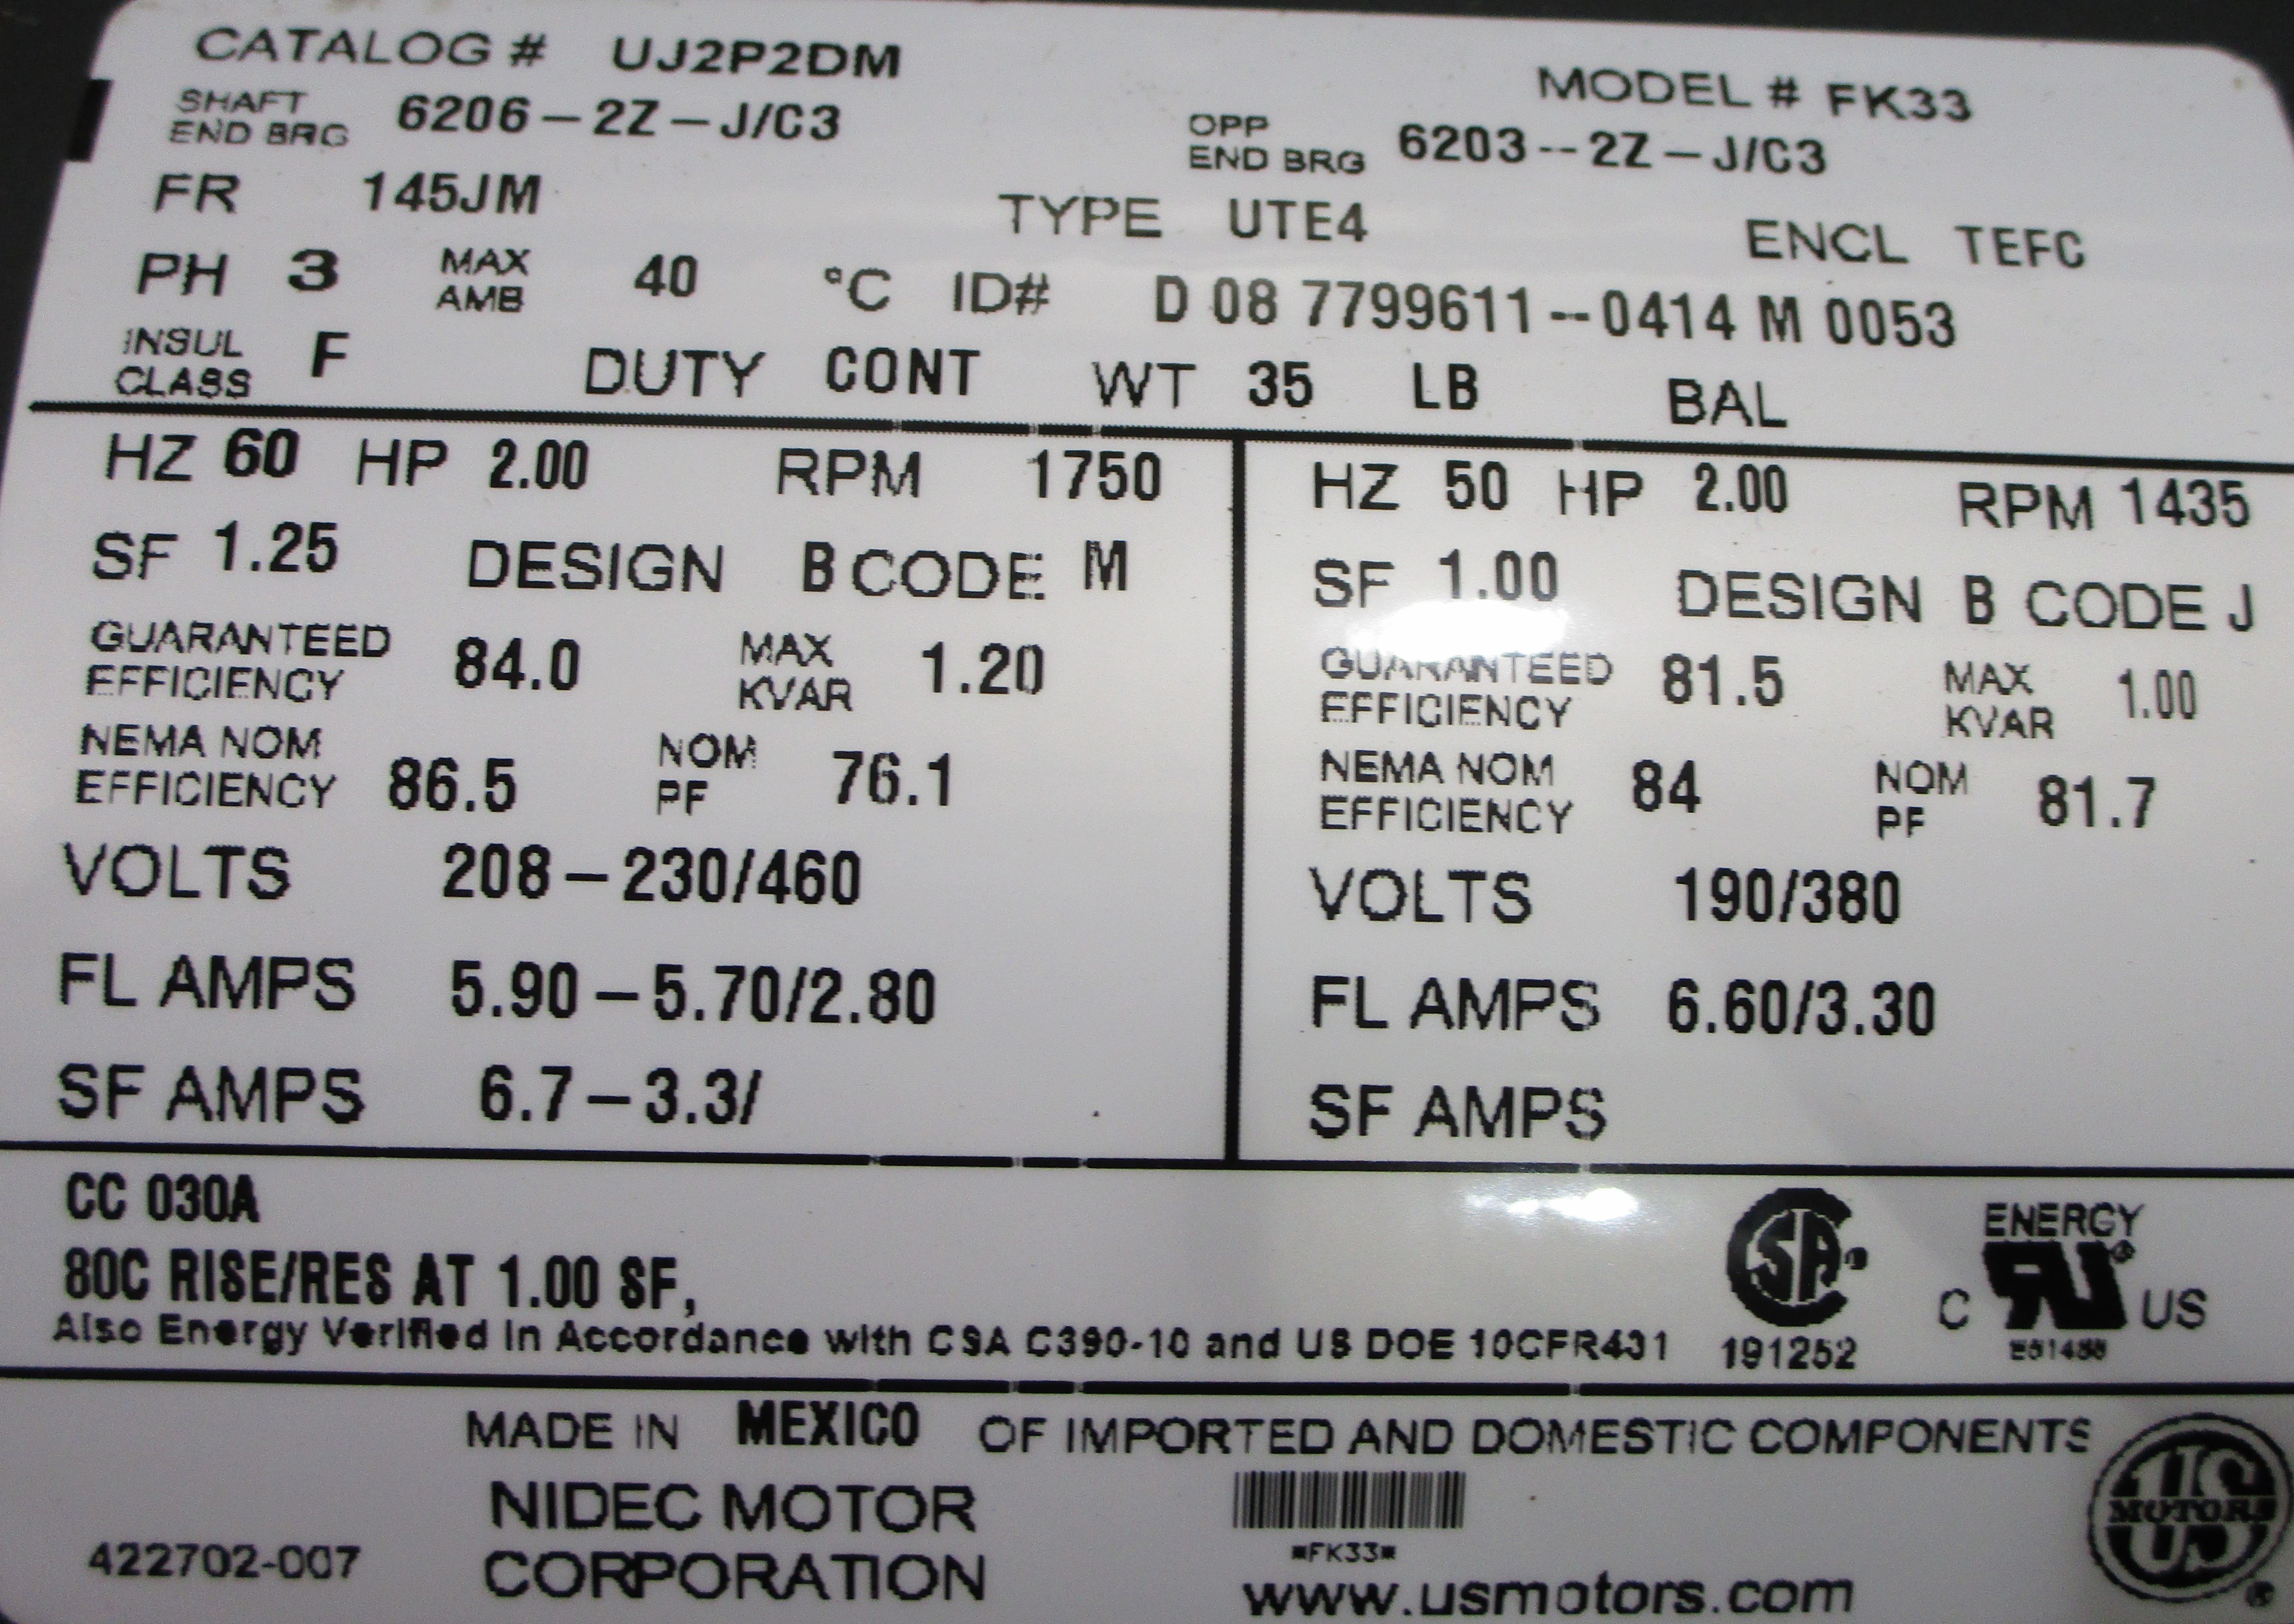 CATALOG # UJ2P2DM MODEL # FK33
SHAFT END BRG 6206-2Z-J/C3 OPP END BRG 6203--2Z-J/C3
FR 145JM TYPE UTE4 ENCL TEFC
PH 3 MAX AMB 40 °C ID# D 08 7799611--0414 M 0053
INSUL CLASS F DUTY CONT WT 35 LB BAL
HZ 60 HP 2.00 RPM 1750
SF 1.25 DESIGN B CODE M
GUARANTEED EFFICIENCY 84.0 MAX KVAR 1.20
NEMA NOM EFFICIENCY 86.5 NOM PF 76.1
VOLTS 208-230/460
FL AMPS 5.90-5.70/2.80
SF AMPS 6.7-3.3/
HZ 50 HP 2.00 RPM 1435
SF 1.00 DESIGN B CODE J
GUARANTEED EFFICIENCY 81.5 MAX KVAR 1.00
NEMA NOM EFFICIENCY 84 NOM PF 81.7
VOLTS 190/380
FL AMPS 6.60/3.30
SF AMPS
CC 030A
80C RISE/RES AT 1.00 SF,
Also Energy Verified in Accordance with CSA C390-10 and US DOE 10CFR431
SA
191252
ENERGY
C RU ® US
MADE IN MEXICO OF IMPORTED AND DOMESTIC COMPONENTS
NIDEC MOTOR
CORPORATION
422702-007
*FK33*
www.usmotors.com
US
MOTORS
®